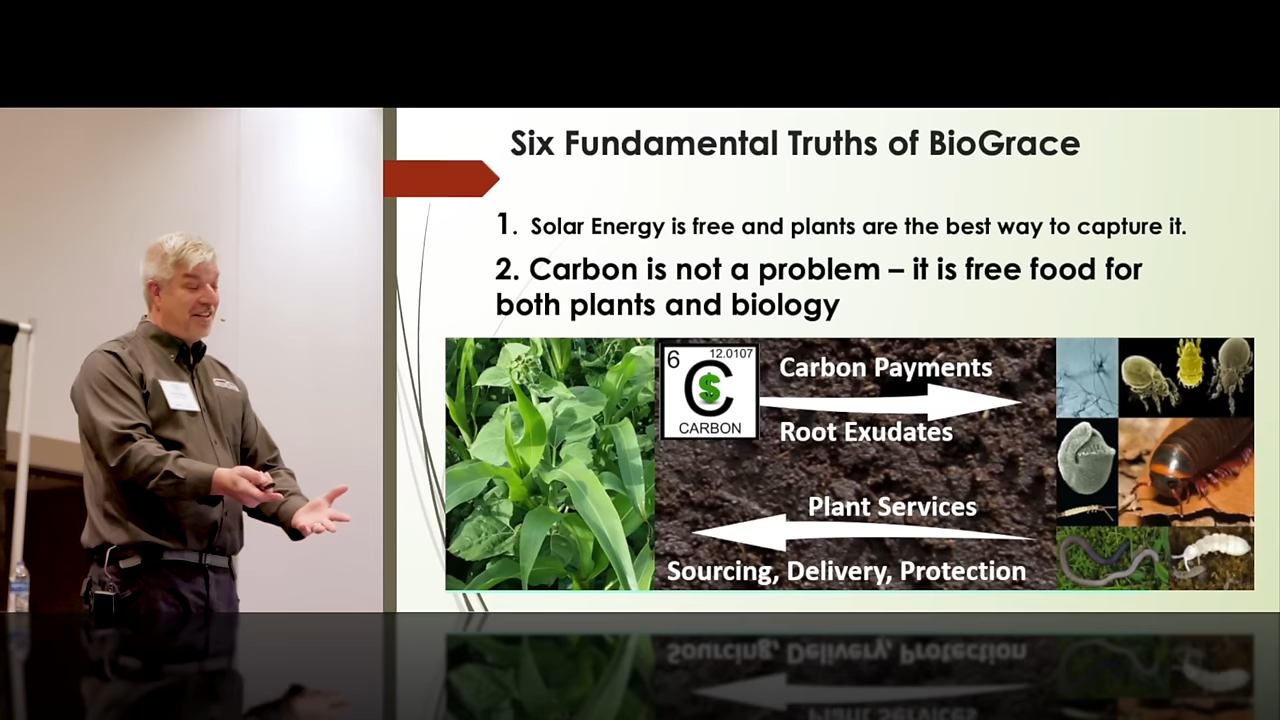 Six Fundamental Truths of BioGrace
1. Solar Energy is free and plants are the best way to capture it.
2. Carbon is not a problem – it is free food for
both plants and biology
6 12.0107
C
$
CARBON
Carbon Payments
Root Exudates
Plant Services
Sourcing, Delivery, Protection